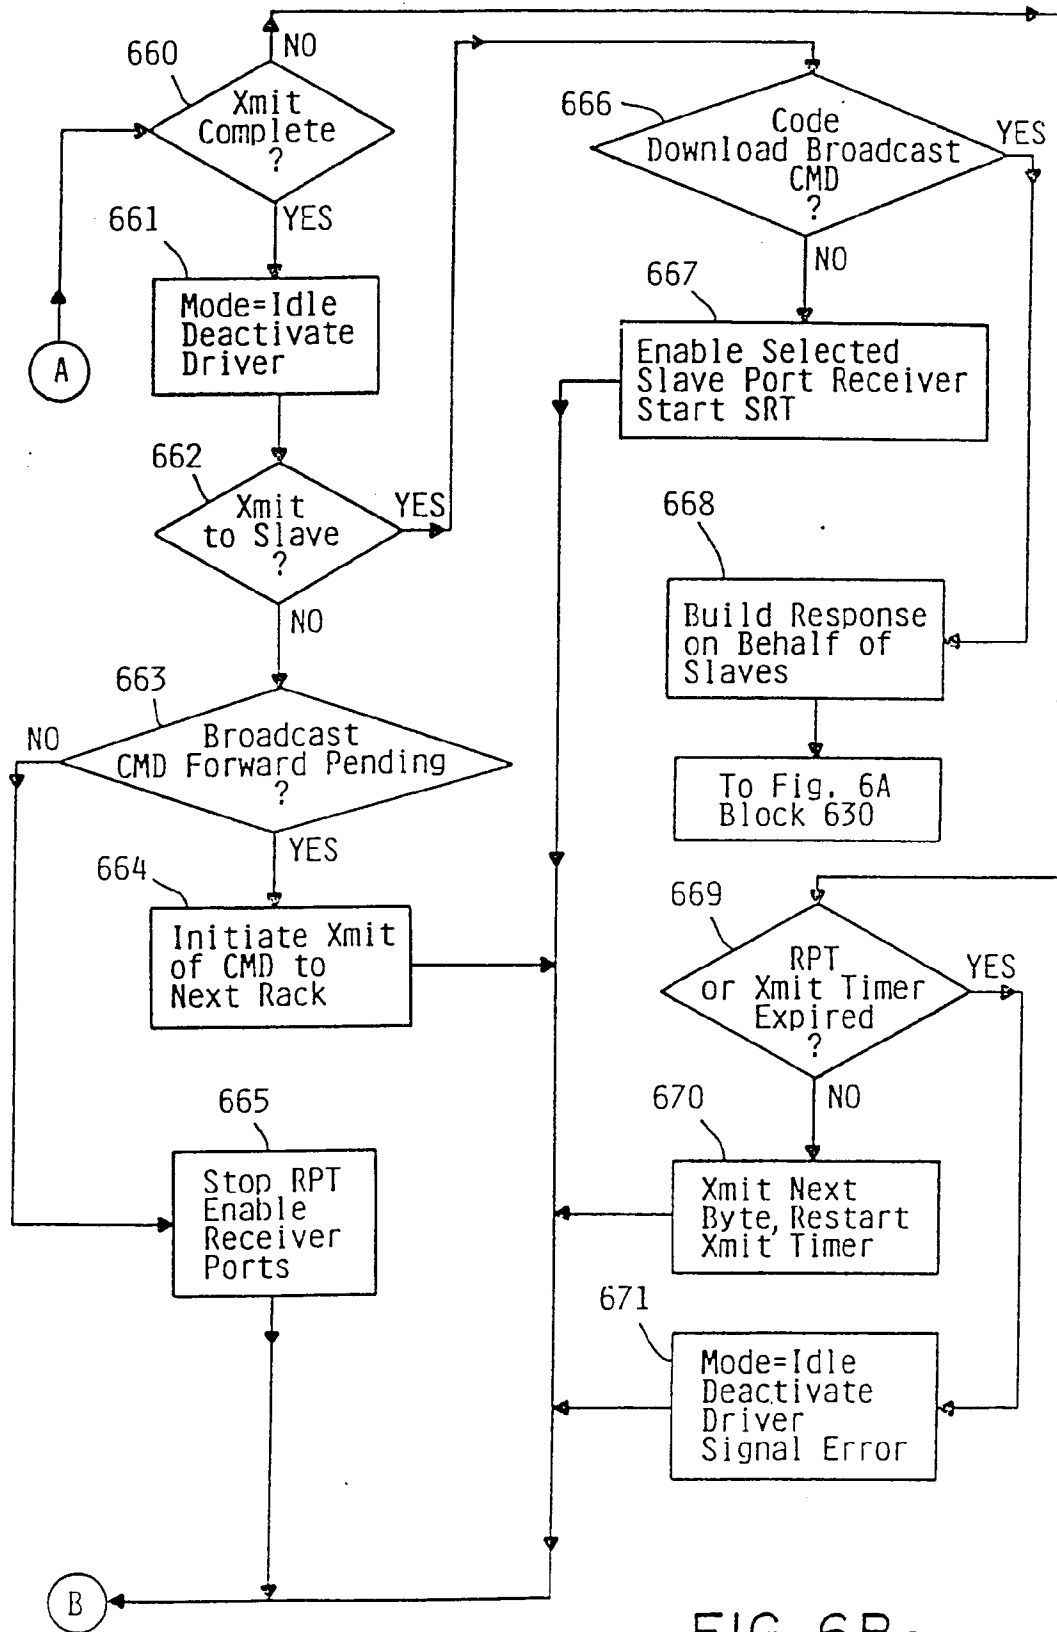 660
NO
Xmit
Complete
?
YES
661
Mode=Idle
Deactivate
Driver
A
662
Xmit
to Slave
?
YES
NO
663
NO
Broadcast
CMD Forward Pending
?
YES
664
Initiate Xmit
of CMD to
Next Rack
665
Stop RPT
Enable
Receiver
Ports
B
666
Code
Download Broadcast
CMD
?
YES
NO
667
Enable Selected
Slave Port Receiver
Start SRT
668
Build Response
on Behalf of
Slaves
To Fig. 6A
Block 630
669
RPT
or Xmit Timer
Expired
?
YES
NO
670
Xmit Next
Byte, Restart
Xmit Timer
671
Mode=Idle
Deactivate
Driver
Signal Error
FIG. 6B.